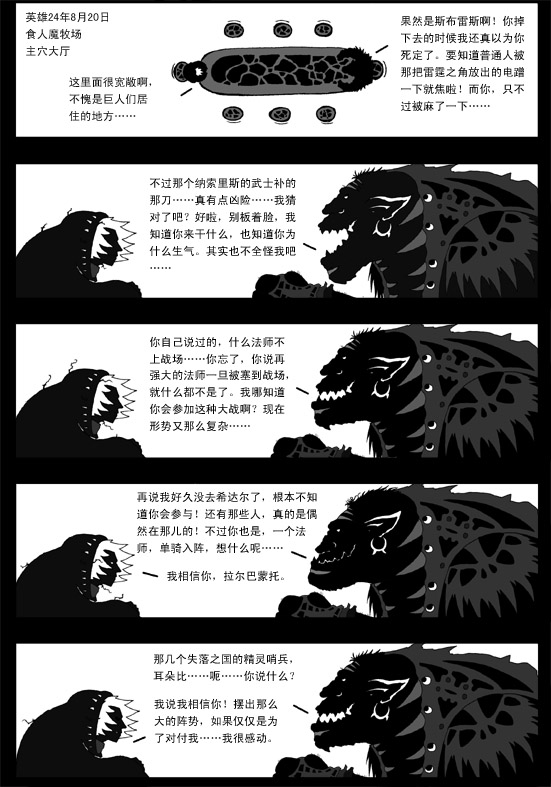 英雄24年8月20日
食人魔牧场
主穴大厅
这里面很宽敞啊，
不愧是巨人们居
住的地方……
果然是斯布雷斯啊！你掉
下去的时候我还真以为你
死定了。要知道普通人被
那把雷霆之角放出的电蹭
一下就焦啦！而你，只不
过被麻了一下……
不过那个纳索里斯的武士补的
那刀……真有点凶险……我猜
对了吧？好啦，别板着脸，我
知道你来干什么，也知道你为
什么生气。其实也不全怪我吧
……
你自己说过的，什么法师不
上战场……你忘了，你说再
强大的法师一旦被塞到战场，
就什么都不是了。我哪知道
你会参加这种大战啊？现在
形势又那么复杂……
再说我好久没去希达尔了，根本不知
道你会参与！还有那些人，真的是偶
然在那儿的！不过你也是，一个法
师，单骑入阵，想什么呢……
我相信你，拉尔巴蒙托。
那几个失落之国的精灵哨兵，
耳朵比……呃……你说什么？
我说我相信你！摆出那么
大的阵势，如果仅仅是为
了对付我……我很感动。